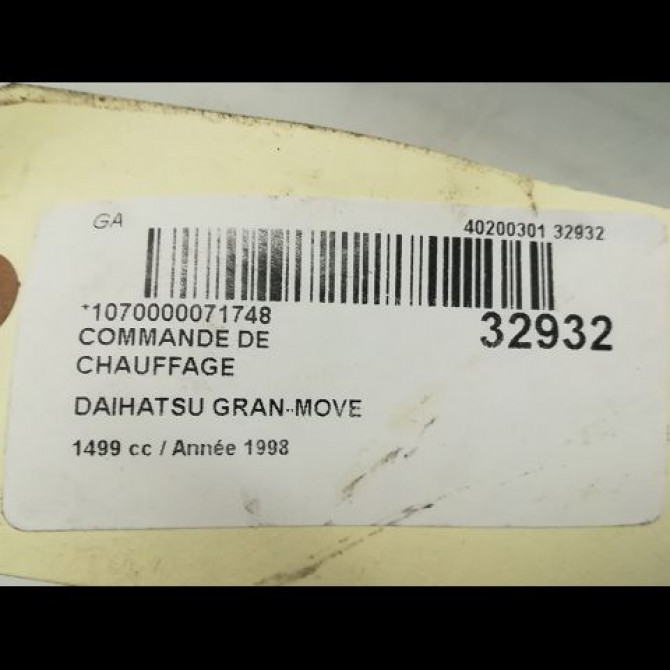 GA
40200301 32932
*1070000071748
32932
COMMANDE DE
CHAUFFAGE
DAIHATSU GRAN-MOVE
1499 cc / Année 1998